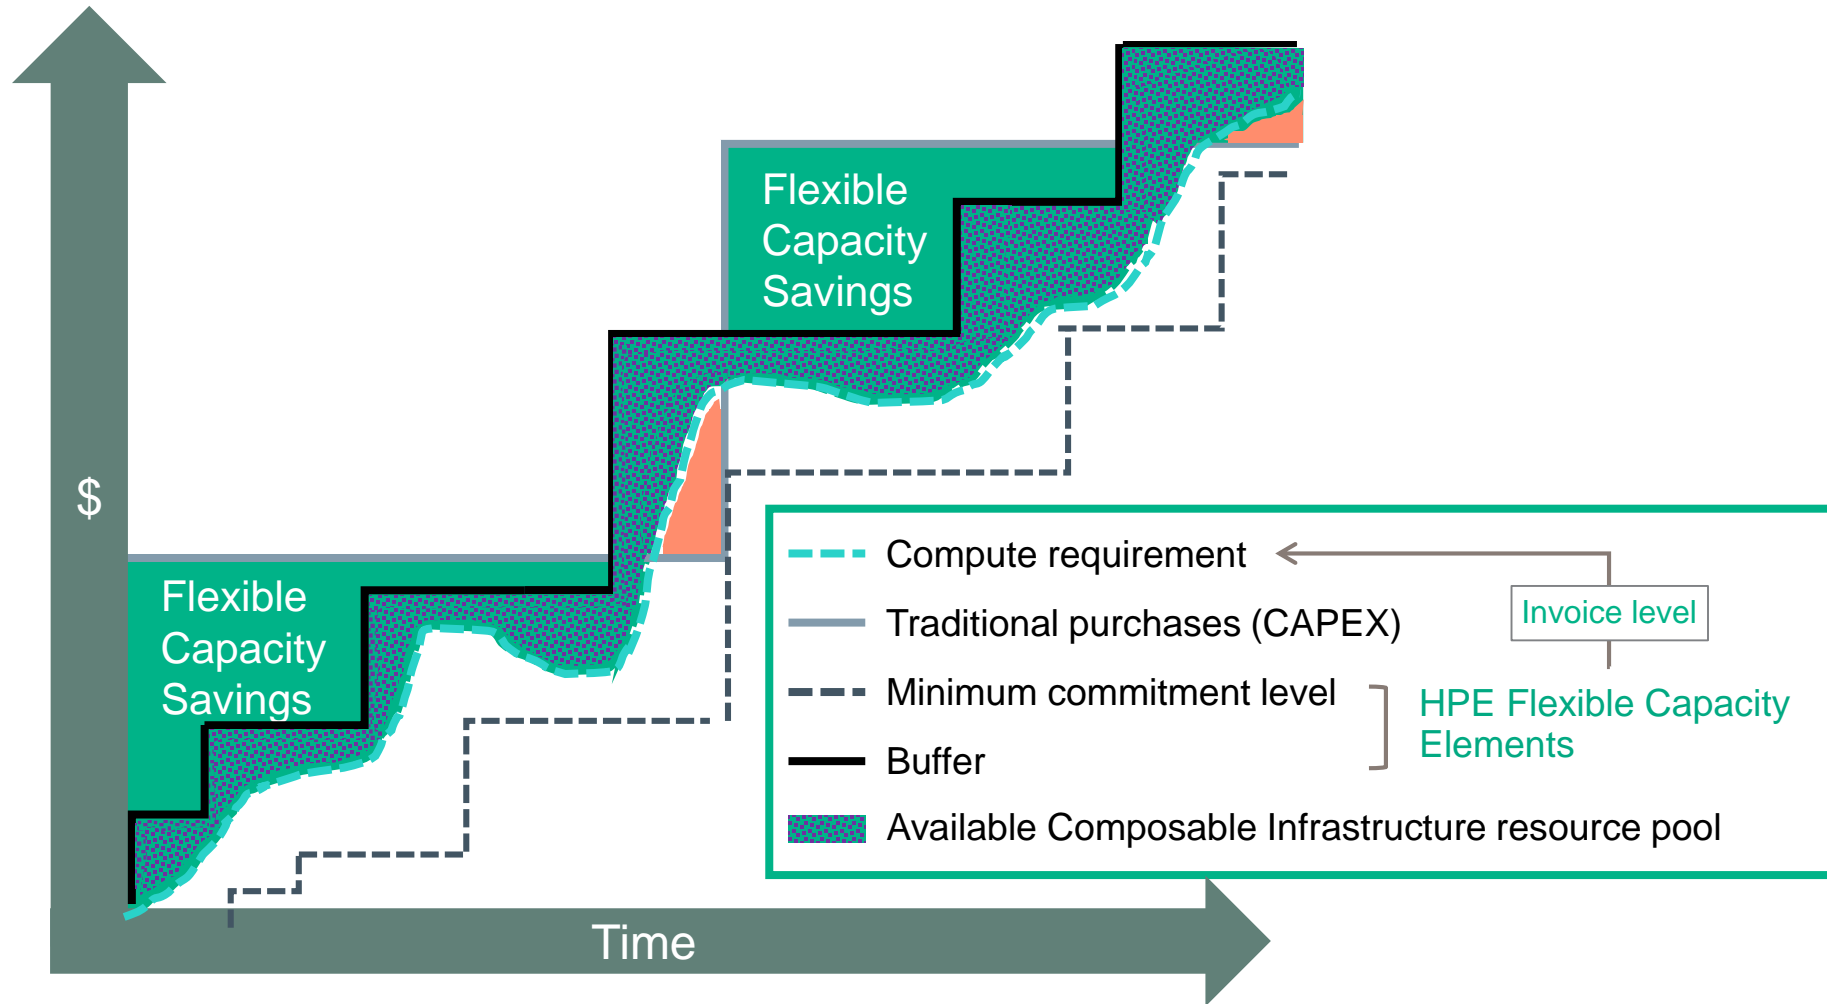 Flexible
Capacity
Savings
$
Flexible
Capacity
Savings
Compute requirement
Invoice level
Traditional purchases (CAPEX)
Minimum commitment level
HPE Flexible Capacity
Elements
Buffer
Available Composable Infrastructure resource pool
Time